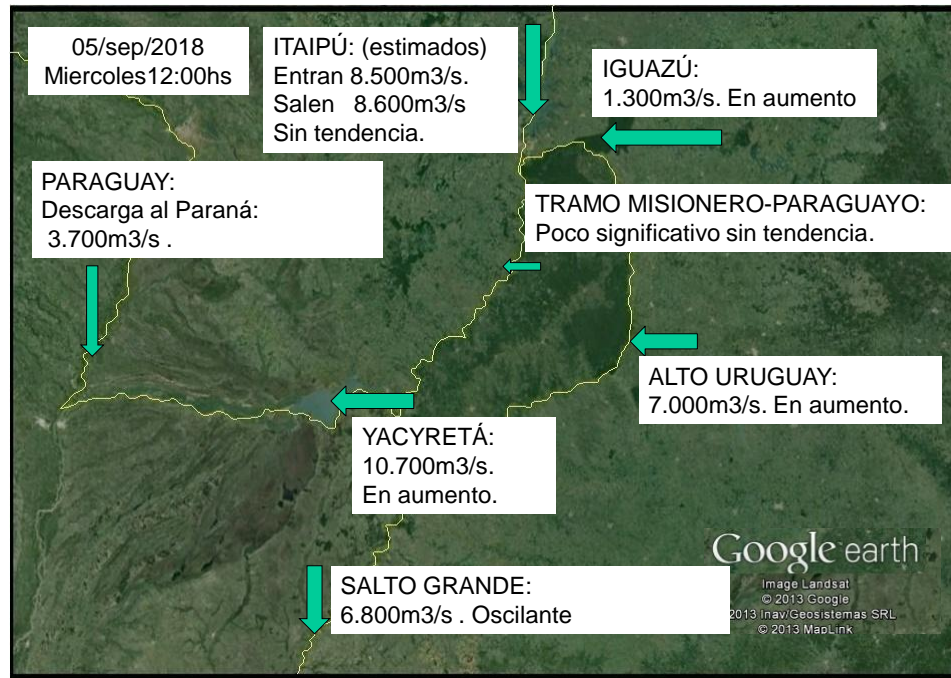 05/sep/2018
Miercoles12:00hs
ITAIPÚ: (estimados)
Entran 8.500m3/s.
Salen 8.600m3/s
Sin tendencia.
IGUAZÚ:
1.300m3/s. En aumento
PARAGUAY:
Descarga al Paraná:
3.700m3/s .
TRAMO MISIONERO-PARAGUAYO:
Poco significativo sin tendencia.
ALTO URUGUAY:
7.000m3/s. En aumento.
YACYRETÁ:
10.700m3/s.
En aumento.
SALTO GRANDE:
6.800m3/s . Oscilante
Google earth
Image Landsat
© 2013 Google
2013 Inav/Geosistemas SRL
© 2013 MapLink